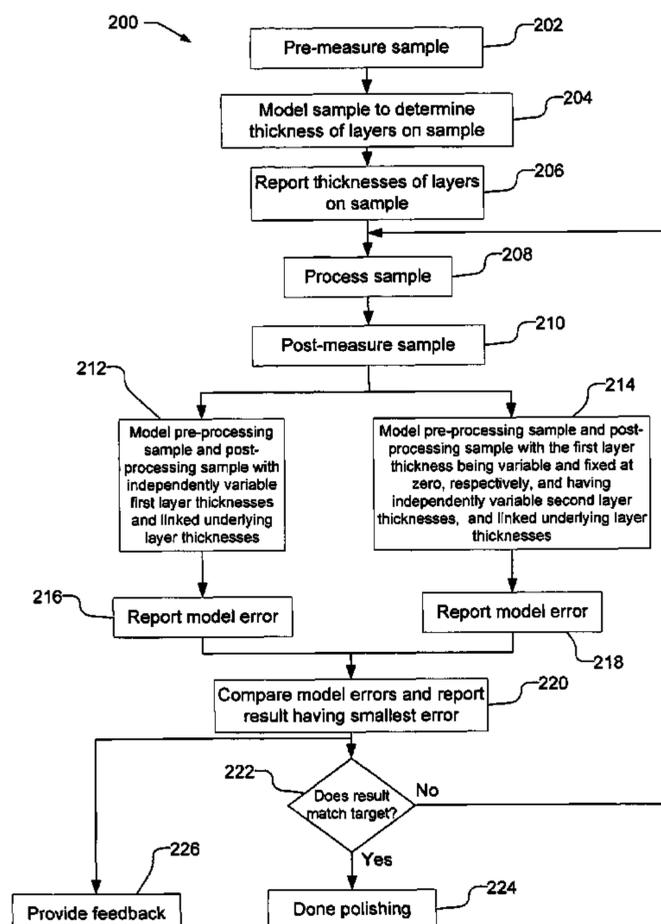 200
Pre-measure sample
202
Model sample to determine
thickness of layers on sample
204
Report thicknesses of layers
on sample
206
Process sample
208
Post-measure sample
210
212
Model pre-processing
sample and post-
processing sample with
independently variable
first layer thicknesses
and linked underlying
layer thicknesses
214
Model pre-processing sample and post-
processing sample with the first layer
thickness being variable and fixed at
zero, respectively, and having
independently variable second layer
thicknesses, and linked underlying layer
thicknesses
216
Report model error
Report model error
218
Compare model errors and report
result having smallest error
220
222
Does result
match target?
No
Yes
226
Provide feedback
Done polishing
224